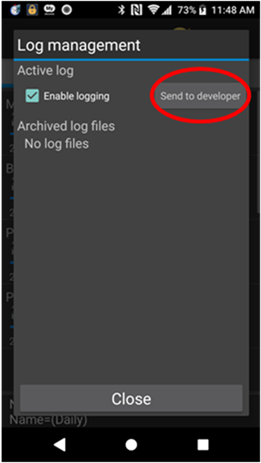 73% 11:48 AM
Log management
Active log
Enable logging Send to developer
Archived log files
No log files
Close
Name=(Daily)